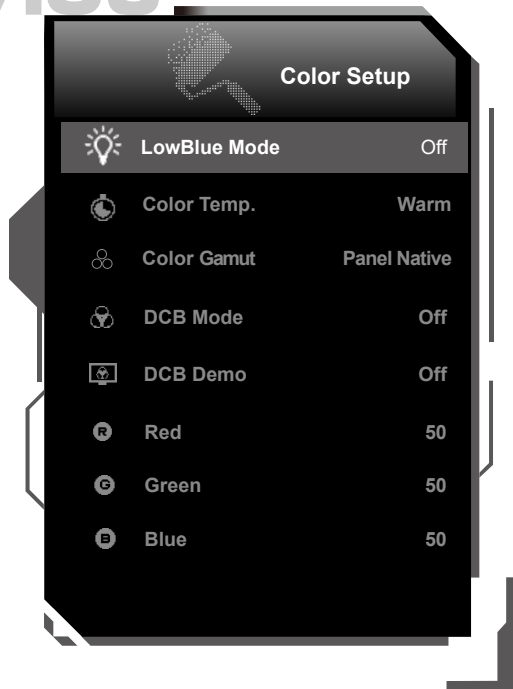 Color Setup
LowBlue Mode Off
Color Temp. Warm
Color Gamut Panel Native
DCB Mode Off
DCB Demo Off
R Red 50
G Green 50
B Blue 50